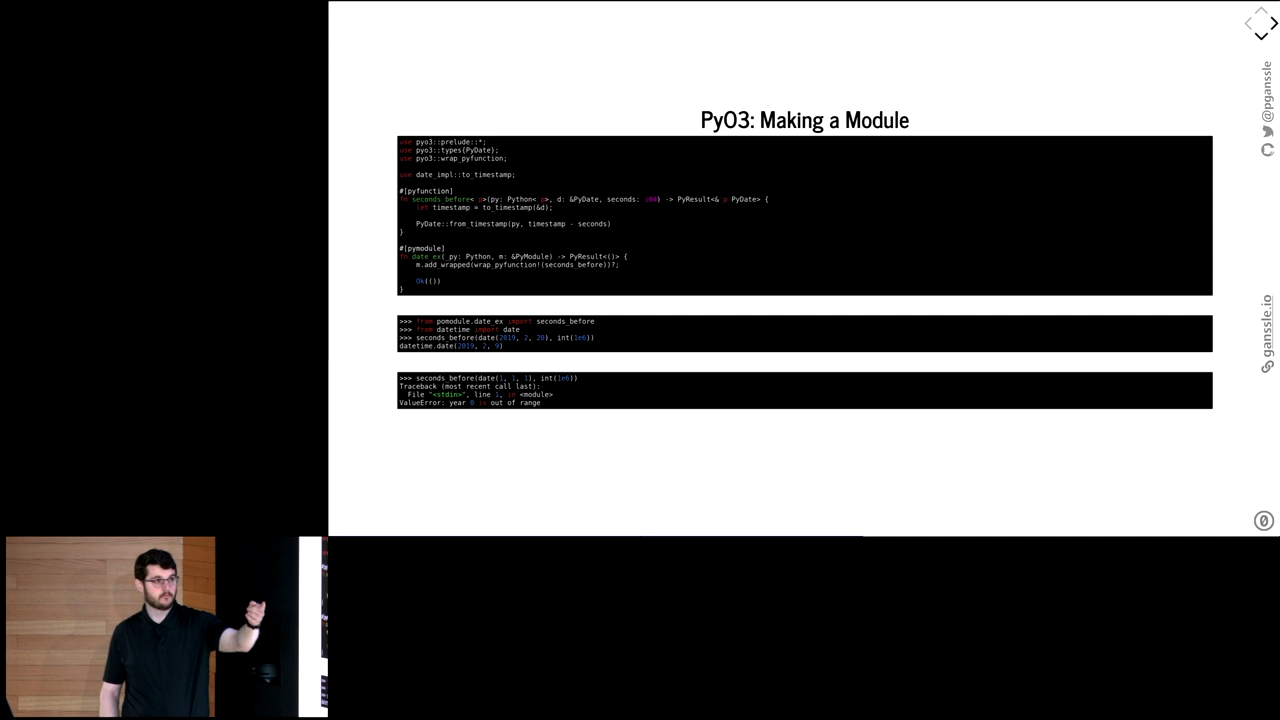 PyO3: Making a Module
use pyo3::prelude::*;
use pyo3::types{PyDate};
use pyo3::wrap_pyfunction;
use date_impl::to_timestamp;
#[pyfunction]
fn seconds_before< p>(py: Python< p>, d: &PyDate, seconds: i64) -> PyResult<& p PyDate> {
let timestamp = to_timestamp(&d);
PyDate::from_timestamp(py, timestamp - seconds)
}
#[pymodule]
fn date_ex(_py: Python, m: &PyModule) -> PyResult<()> {
m.add_wrapped(wrap_pyfunction!(seconds_before))?;
Ok(())
}
>>> from pomodule.date_ex import seconds_before
>>> from datetime import date
>>> seconds_before(date(2019, 2, 20), int(1e6))
datetime.date(2019, 2, 9)
>>> seconds_before(date(1, 1, 1), int(1e6))
Traceback (most recent call last):
File "<stdin>", line 1, in <module>
ValueError: year 0 is out of range
@pganssle
ganssle.io